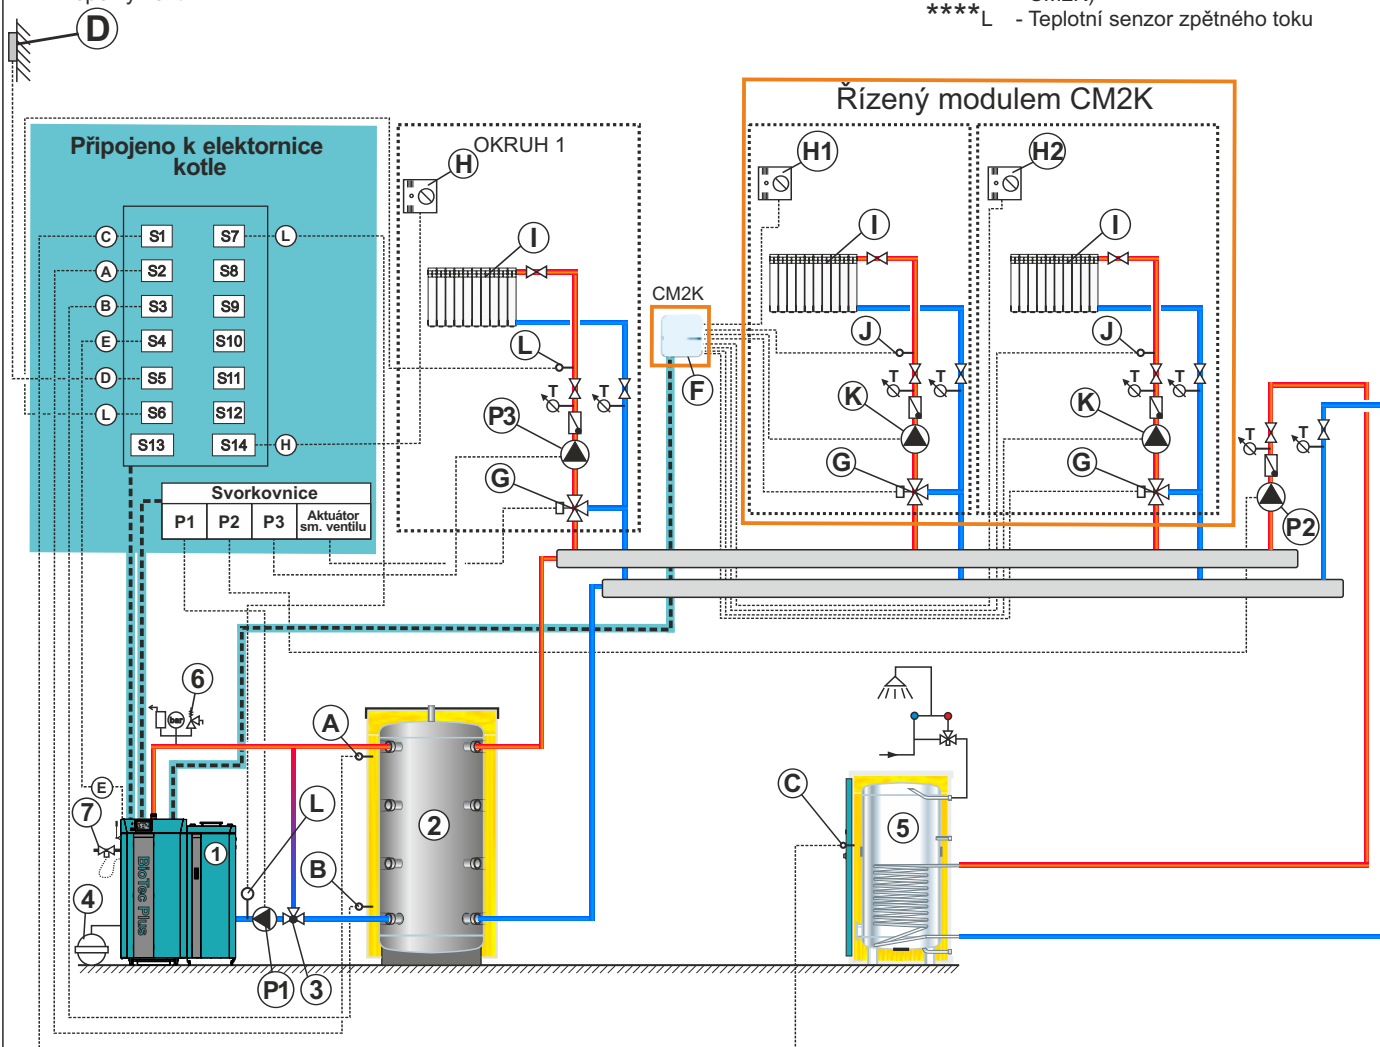 ****L - Teplotní senzor zpětného toku
D
Řízený modulem CM2K
Připojeno k elektornice
kotle
OKRUH 1
H
H1
H2
C S1 S7 L
A S2 S8
B S3 S9
E S4 S10
D S5 S11
L S6 S12
S13 S14 H
I
I
I
CM2K
F
L
J
J
T T
T T
T T
T T
P3
K
K
G
G
G
P2
Svorkovnice
P1 P2 P3 Aktuátor
sm. ventilu
6
bar
A
E
7
1
L
2
C
5
BioTec Plus
B
4
P1
3